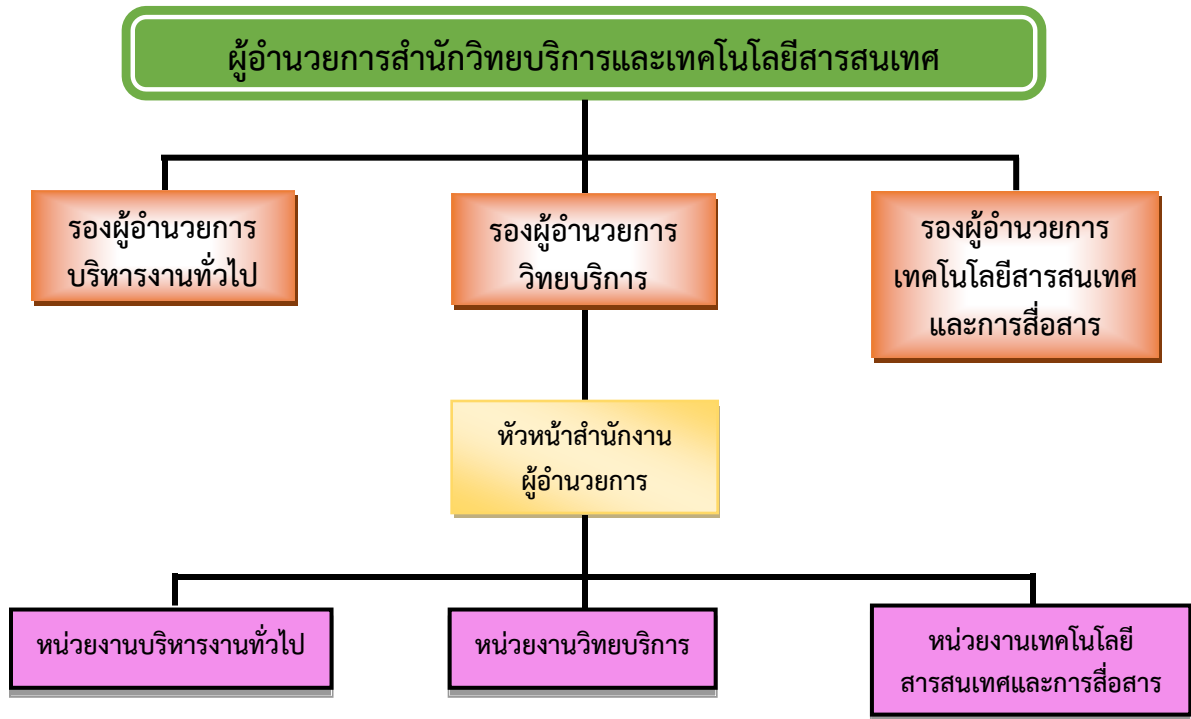 ผู้อำนวยการสำนักวิทยบริการและเทคโนโลยีสารสนเทศ
รองผู้อำนวยการ
บริหารงานทั่วไป
รองผู้อำนวยการ
วิทยบริการ
รองผู้อำนวยการ
เทคโนโลยีสารสนเทศ
และการสื่อสาร
หัวหน้าสำนักงาน
ผู้อำนวยการ
หน่วยงานบริหารงานทั่วไป
หน่วยงานวิทยบริการ
หน่วยงานเทคโนโลยี
สารสนเทศและการสื่อสาร